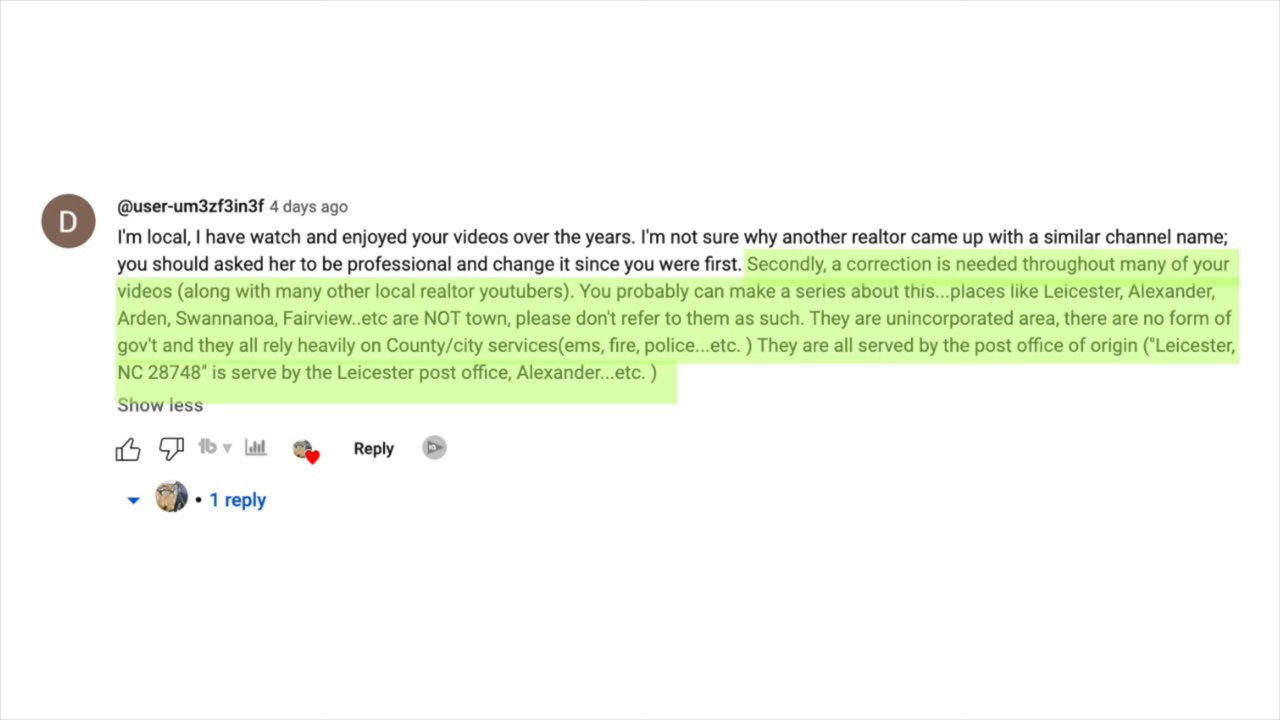 D
@user-um3zf3in3f 4 days ago
I'm local, I have watch and enjoyed your videos over the years. I'm not sure why another realtor came up with a similar channel name;
you should asked her to be professional and change it since you were first. Secondly, a correction is needed throughout many of your
videos (along with many other local realtor youtubers). You probably can make a series about this...places like Leicester, Alexander,
Arden, Swannanoa, Fairview..etc are NOT town, please don't refer to them as such. They are unincorporated area, there are no form of
gov't and they all rely heavily on County/city services(ems, fire, police...etc. ) They are all served by the post office of origin ("Leicester,
NC 28748" is serve by the Leicester post office, Alexander...etc. )
Show less
Reply
• 1 reply